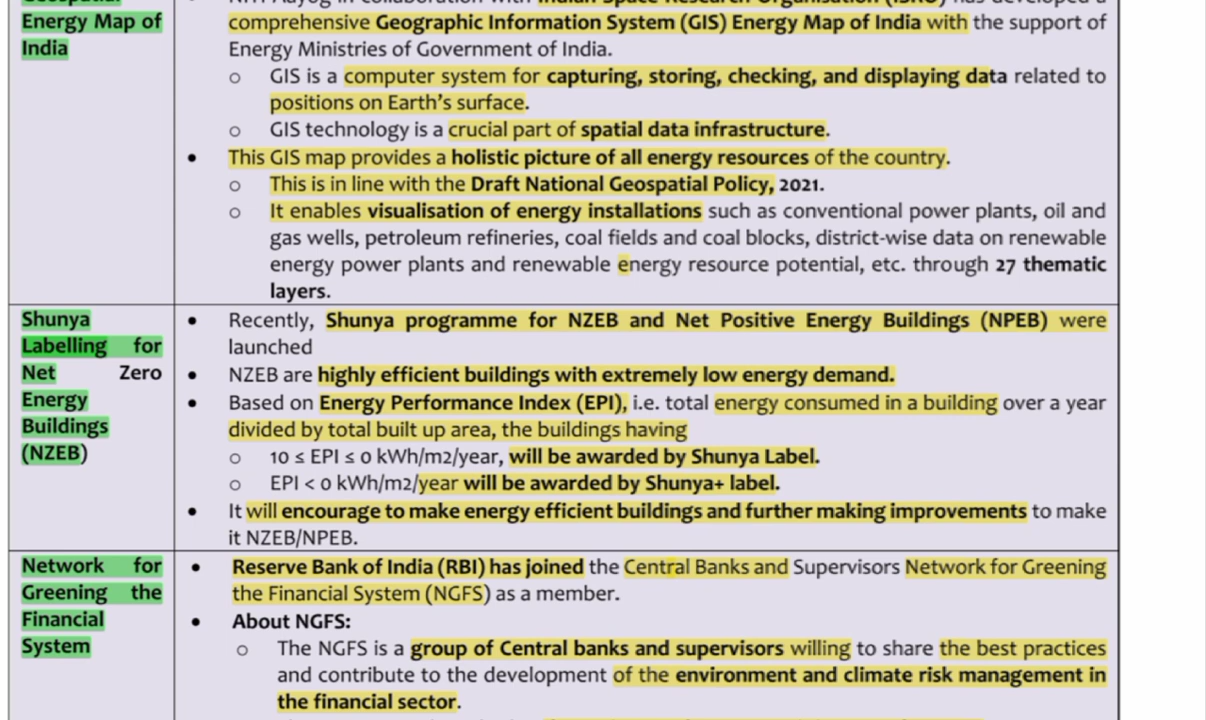 Geospatial
Energy Map of
India
• NITI Aayog in collaboration with Indian Space Research Organisation (ISRO) has developed a
comprehensive Geographic Information System (GIS) Energy Map of India with the support of
Energy Ministries of Government of India.
o GIS is a computer system for capturing, storing, checking, and displaying data related to
positions on Earth's surface.
o GIS technology is a crucial part of spatial data infrastructure.
• This GIS map provides a holistic picture of all energy resources of the country.
o This is in line with the Draft National Geospatial Policy, 2021.
o It enables visualisation of energy installations such as conventional power plants, oil and
gas wells, petroleum refineries, coal fields and coal blocks, district-wise data on renewable
energy power plants and renewable energy resource potential, etc. through 27 thematic
layers.
Shunya
Labelling for
Net Zero
Energy
Buildings
(NZEB)
• Recently, Shunya programme for NZEB and Net Positive Energy Buildings (NPEB) were
launched
• NZEB are highly efficient buildings with extremely low energy demand.
• Based on Energy Performance Index (EPI), i.e. total energy consumed in a building over a year
divided by total built up area, the buildings having
o 10 ≤ EPI ≤ 0 kWh/m2/year, will be awarded by Shunya Label.
o EPI < 0 kWh/m2/year will be awarded by Shunya+ label.
• It will encourage to make energy efficient buildings and further making improvements to make
it NZEB/NPEB.
Network for
Greening the
Financial
System
• Reserve Bank of India (RBI) has joined the Central Banks and Supervisors Network for Greening
the Financial System (NGFS) as a member.
• About NGFS:
o The NGFS is a group of Central banks and supervisors willing to share the best practices
and contribute to the development of the environment and climate risk management in
the financial sector.